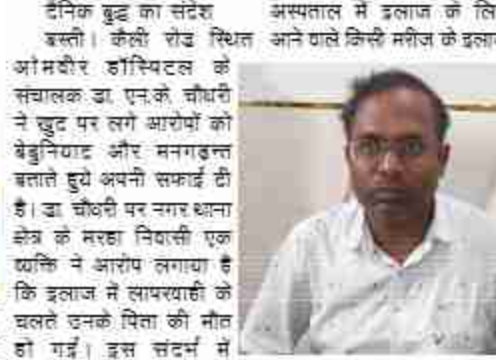 दैनिक बुद्ध का संदेश
बस्ती। कैली रोड स्थित
ओमवीर हॉस्पिटल के
संचालक डा. एन.के. चौधरी
ने खुद पर लगे आरोपों को
बेबुनियाद और मनगढ़न्त
बताते हुये अपनी सफाई दी
है। डा. चौधरी पर नगर थाना
क्षेत्र के मरहा निवासी एक
व्यक्ति ने आरोप लगाया है
कि इलाज में लापरवाही के
चलते उनके पिता की मौत
हो गई। इस संदर्भ में
अस्पताल में इलाज के लि
आने वाले किसी मरीज के इला